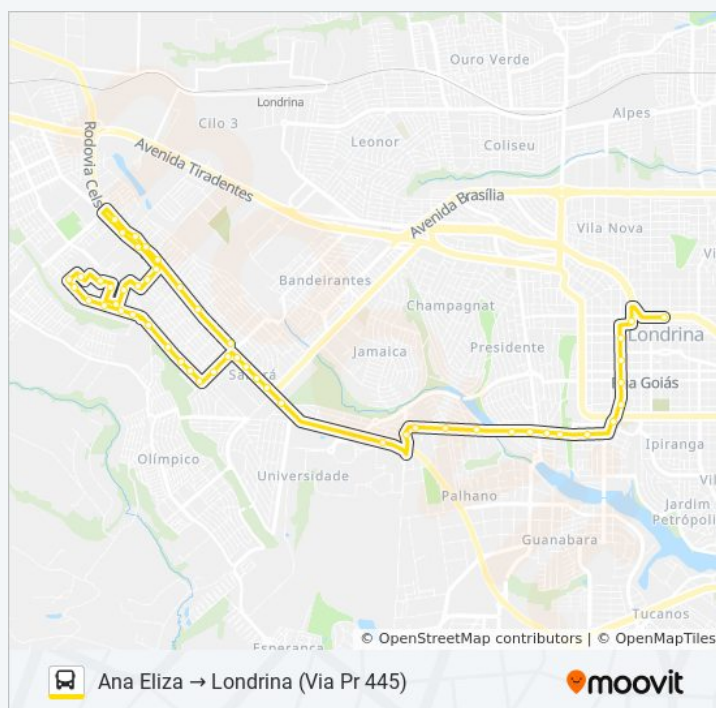 Ouro Verde
Londrina
Cilo 3
Alpes
Leonor
Coliseu
Rodovia Cels
Avenida Tiradentes
Avenida Brasília
Vila Nova
Bandeirantes
Champagnat
Londrina
Presidente
Jamaica
Goiás
Ipiranga
Olímpico
Universidade
Palhano
Jardim
Petrópoli
Guanabara
Tucanos
Esperança
© OpenStreetMap contributors | © OpenMapTiles
Ana Eliza → Londrina (Via Pr 445)
moovit